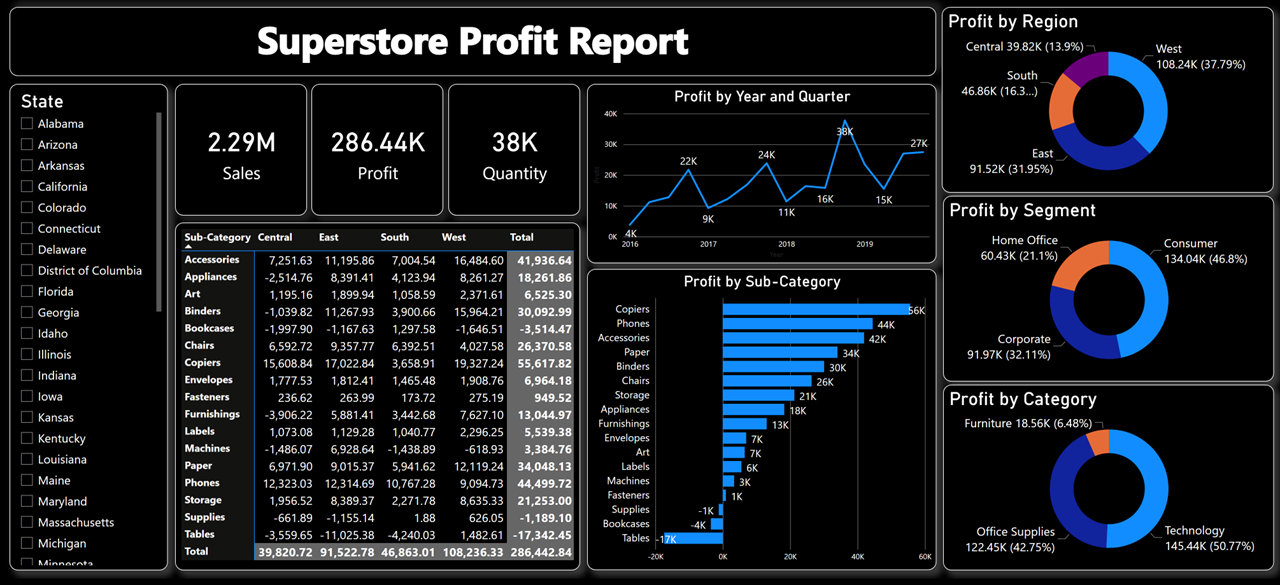 Superstore Profit Report
State
Alabama
Arizona
Arkansas
California
Colorado
Connecticut
Delaware
District of Columbia
Florida
Georgia
Idaho
Illinois
Indiana
Iowa
Kansas
Kentucky
Louisiana
Maine
Maryland
Massachusetts
Michigan
Minnesota
2.29M
Sales
286.44K
Profit
38K
Quantity
Sub-Category Central East South West Total
Accessories 7,251.63 11,195.86 7,004.54 16,484.60 41,936.64
Appliances -2,514.76 8,391.41 4,123.94 8,261.27 18,261.86
Art 1,195.16 1,899.94 1,058.59 2,371.61 6,525.30
Binders -1,039.82 11,267.93 3,900.66 15,964.21 30,092.99
Bookcases -1,997.90 -1,167.63 1,297.58 -1,646.51 -3,514.47
Chairs 6,592.72 9,357.77 6,392.51 4,027.58 26,370.58
Copiers 15,608.84 17,022.84 3,658.91 19,327.24 55,617.82
Envelopes 1,777.53 1,812.41 1,465.48 1,908.76 6,964.18
Fasteners 236.62 263.99 173.72 275.19 949.52
Furnishings -3,906.22 5,881.41 3,442.68 7,627.10 13,044.97
Labels 1,073.08 1,129.28 1,040.77 2,296.25 5,539.38
Machines -1,486.07 6,928.64 -1,438.89 -618.93 3,384.76
Paper 6,971.90 9,015.37 5,941.62 12,119.24 34,048.13
Phones 12,323.03 12,314.69 10,767.28 9,094.73 44,499.72
Storage 1,956.52 8,389.37 2,271.78 8,635.33 21,253.00
Supplies -661.89 -1,155.14 1.88 626.05 -1,189.10
Tables -3,559.65 -11,025.38 -4,240.03 1,482.61 -17,342.45
Total 39,820.72 91,522.78 46,863.01 108,236.33 286,442.84
Profit by Year and Quarter
40K
30K
20K
10K
0K
Profit
4K
22K
9K
24K
11K
16K
38K
15K
27K
2016 2017 2018 2019
Year
Profit by Sub-Category
Copiers 56K
Phones 44K
Accessories 42K
Paper 34K
Binders 30K
Chairs 26K
Storage 21K
Appliances 18K
Furnishings 13K
Envelopes 7K
Art 7K
Labels 6K
Machines 3K
Fasteners 1K
Supplies -1K
Bookcases -4K
Tables -17K
-20K 0K 20K 40K 60K
Profit by Region
Central 39.82K (13.9%)
West
108.24K (37.79%)
South
46.86K (16.3...)
East
91.52K (31.95%)
Profit by Segment
Home Office
60.43K (21.1%)
Consumer
134.04K (46.8%)
Corporate
91.97K (32.11%)
Profit by Category
Furniture 18.56K (6.48%)
Office Supplies
122.45K (42.75%)
Technology
145.44K (50.77%)